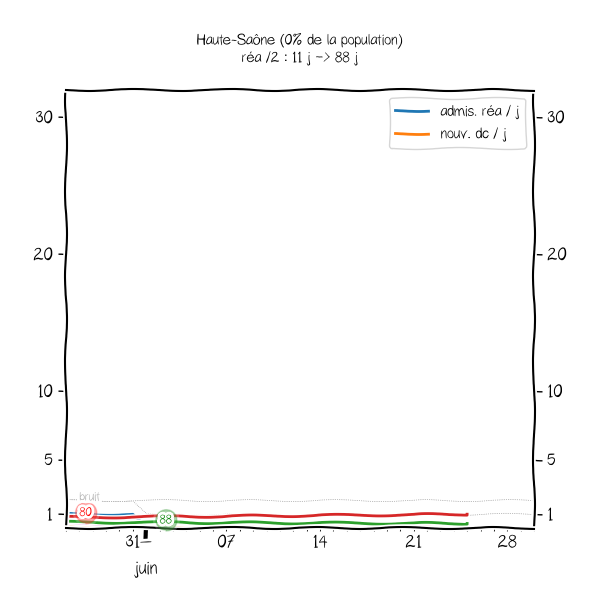 Haute-Saône (0% de la population)
réa /2 : 11 j -> 88 j
admis. réa / j
nouv. dc / j
30 30
20 20
10 10
5 5
bruit
80
88
1 1
31 07 14 21 28
juin